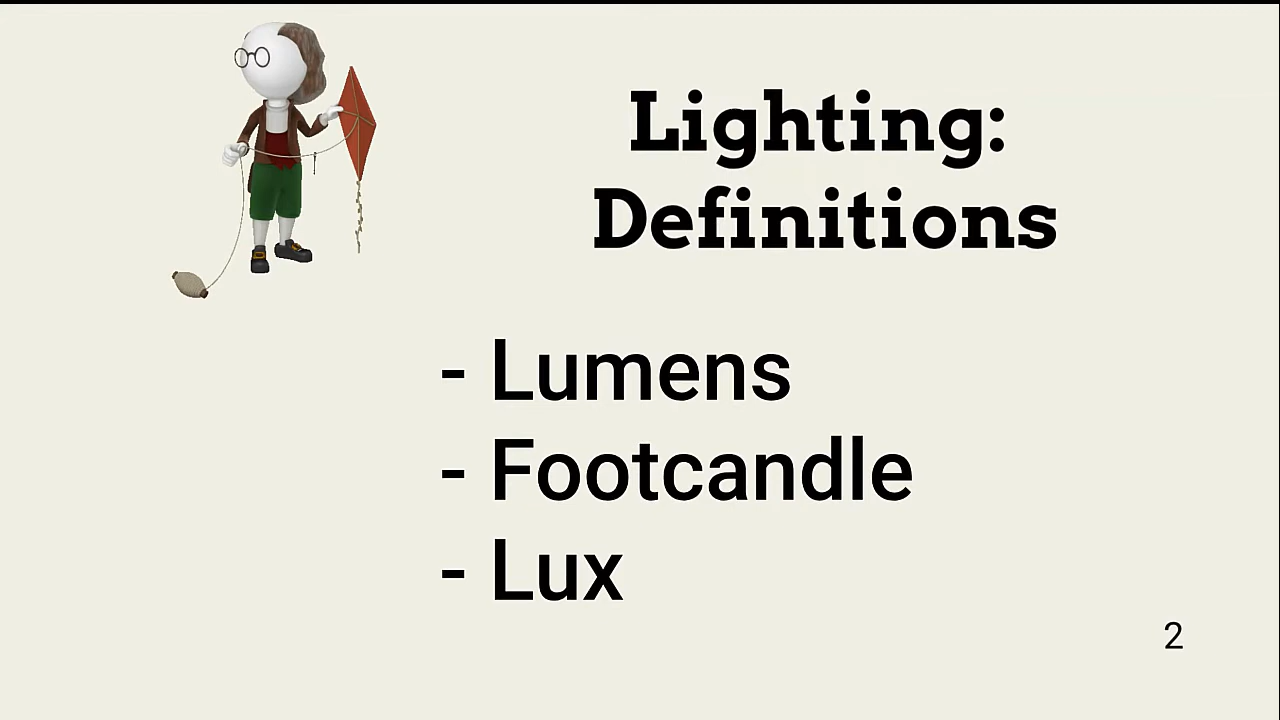 Lighting:
Definitions
- Lumens
- Footcandle
- Lux
2